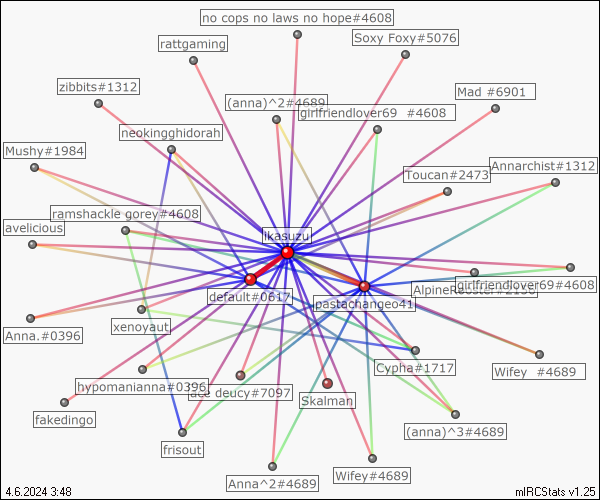 no cops no laws no hope#4608
rattgaming
Soxy Foxy#5076
zibbits#1312
Mad #6901
(anna)^2#4689
girlfriendlover69 #4608
neokingghidorah
Mushy#1984
Annarchist#1312
Toucan#2473
ramshackle gorey#4608
avelicious
ikasuzu
girlfriendlover69#4608
default#0617
pastachangeo41
Anna.#0396
xenoyaut
Cypha#1717
Wifey #4689
hypomanianna#0396
ace deucy#7097
Skalman
fakedingo
(anna)^3#4689
frisout
Wifey#4689
Anna^2#4689
4.6.2024 3:48
mIRCStats v1.25